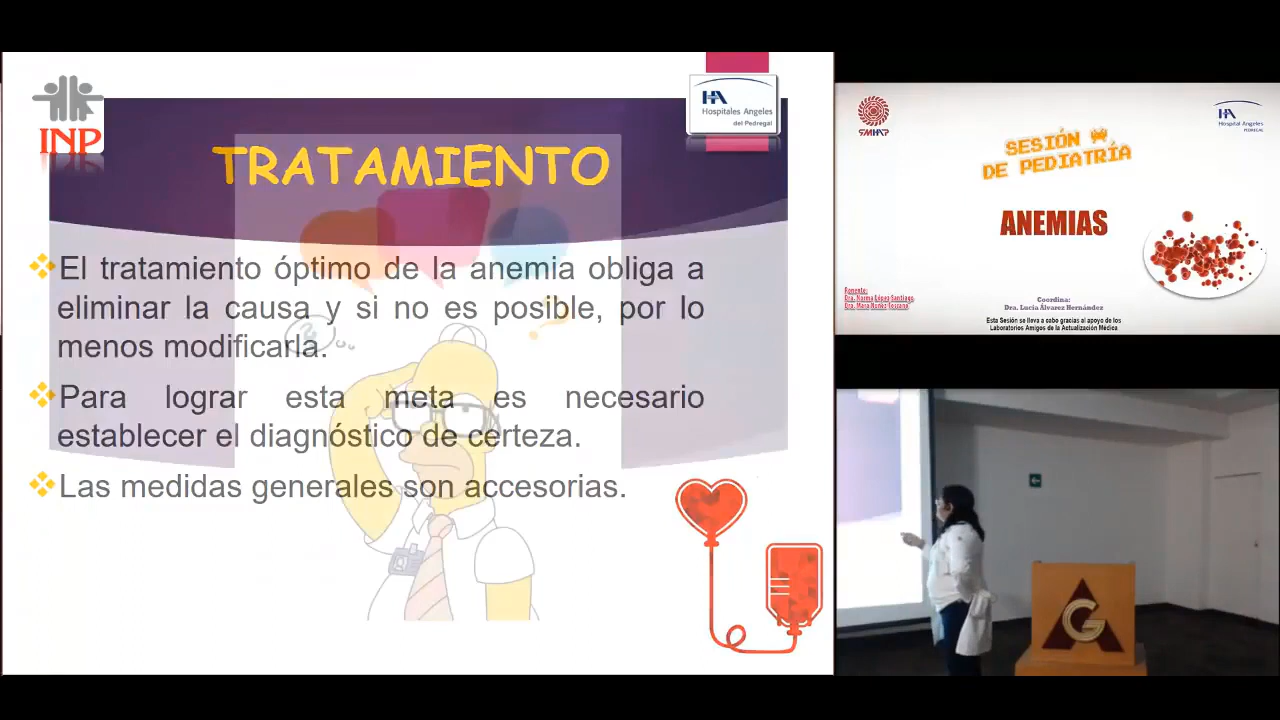 INP
HA
Hospitales Angeles
del Pedregal
TRATAMIENTO
El tratamiento óptimo de la anemia obliga a
eliminar la causa y si no es posible, por lo
menos modificarla.
Para lograr esta meta es necesario
establecer el diagnóstico de certeza.
Las medidas generales son accesorias.
SMHAP
HA
Hospital Angeles
PEDREGAL
SESIÓN
DE PEDIATRÍA
ANEMIAS
Ponente:
Dra. Norma López Santiago
Dra. Mara Núñez Toscano
Coordina:
Dra. Lucia Álvarez Hernández
Esta Sesión se lleva a cabo gracias al apoyo de los
Laboratorios Amigos de la Actualización Médica
AG